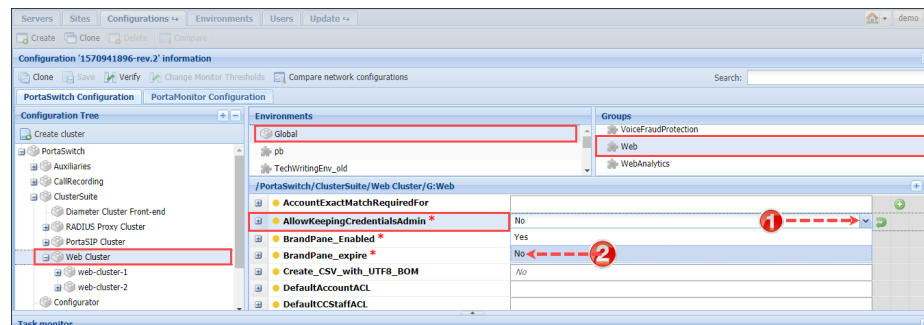 Servers Sites Configurations Environments Users Update demo
Create Clone Delete Compare
Configuration '1570941896-rev.2' information
Clone Save Verify Change Monitor Thresholds Compare network configurations Search:
PortaSwitch Configuration PortaMonitor Configuration
Configuration Tree
Create cluster
PortaSwitch
Auxiliaries
CallRecording
ClusterSuite
Diameter Cluster Front-end
RADIUS Proxy Cluster
PortaSIP Cluster
Web Cluster
web-cluster-1
web-cluster-2
Configurator
Environments
Global
pb
TechWritingEnv_old
Groups
VoiceFraudProtection
Web
WebAnalytics
/PortaSwitch/ClusterSuite/Web Cluster/G:Web
AccountExactMatchRequiredFor
AllowKeepingCredentialsAdmin * No 1
BrandPane_Enabled * Yes
BrandPane_expire * No 2
Create_CSV_with_UTF8_BOM No
DefaultAccountACL
DefaultCCStaffACL
Task monitor